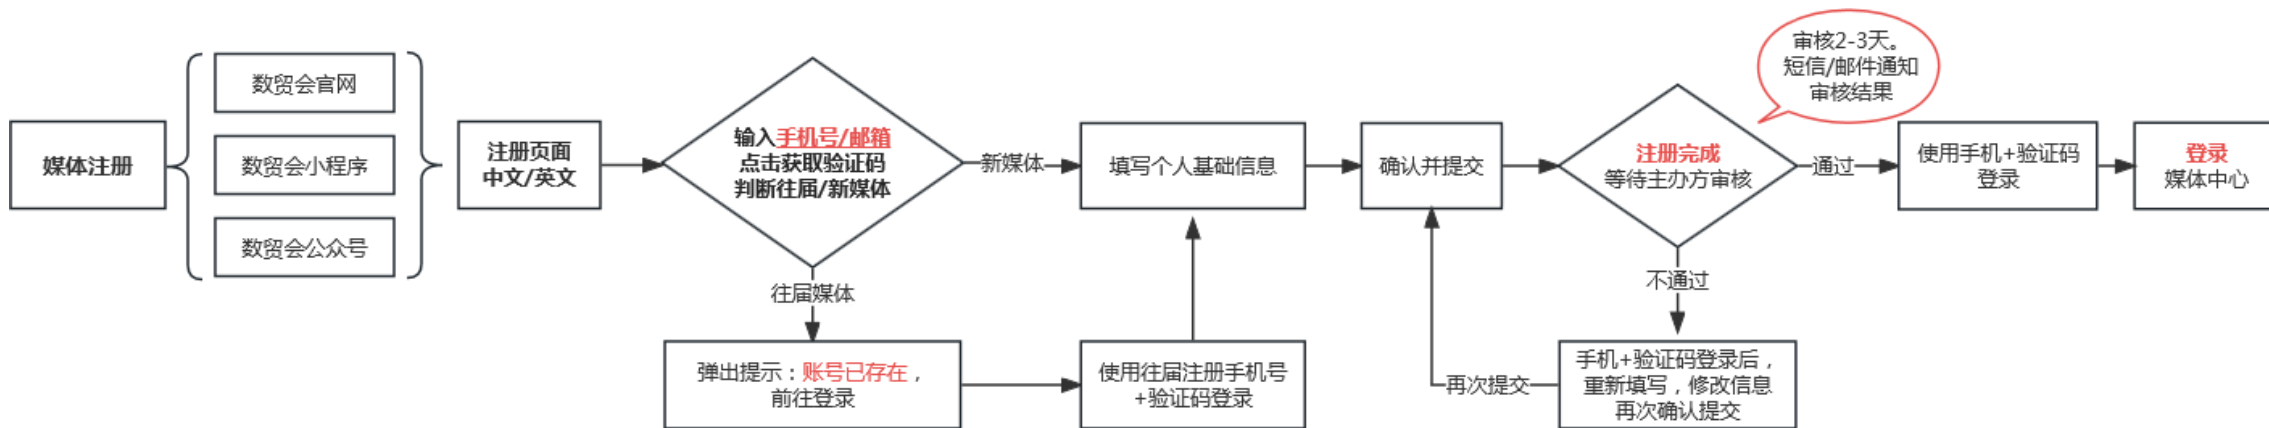 媒体注册
数贸会官网
数贸会小程序
数贸会公众号
注册页面
中文/英文
输入手机号/邮箱
点击获取验证码
判断往届/新媒体
新媒体
往届媒体
弹出提示：账号已存在，
前往登录
使用往届注册手机号
+验证码登录
填写个人基础信息
确认并提交
注册完成
等待主办方审核
审核2-3天。
短信/邮件通知
审核结果
通过
使用手机+验证码
登录
登录
媒体中心
不通过
手机+验证码登录后，
重新填写，修改信息
再次确认提交
再次提交